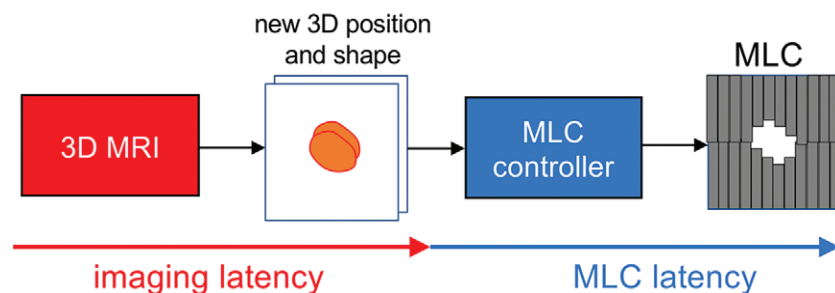 new 3D position
and shape
MLC
3D MRI
MLC
controller
imaging latency
MLC latency